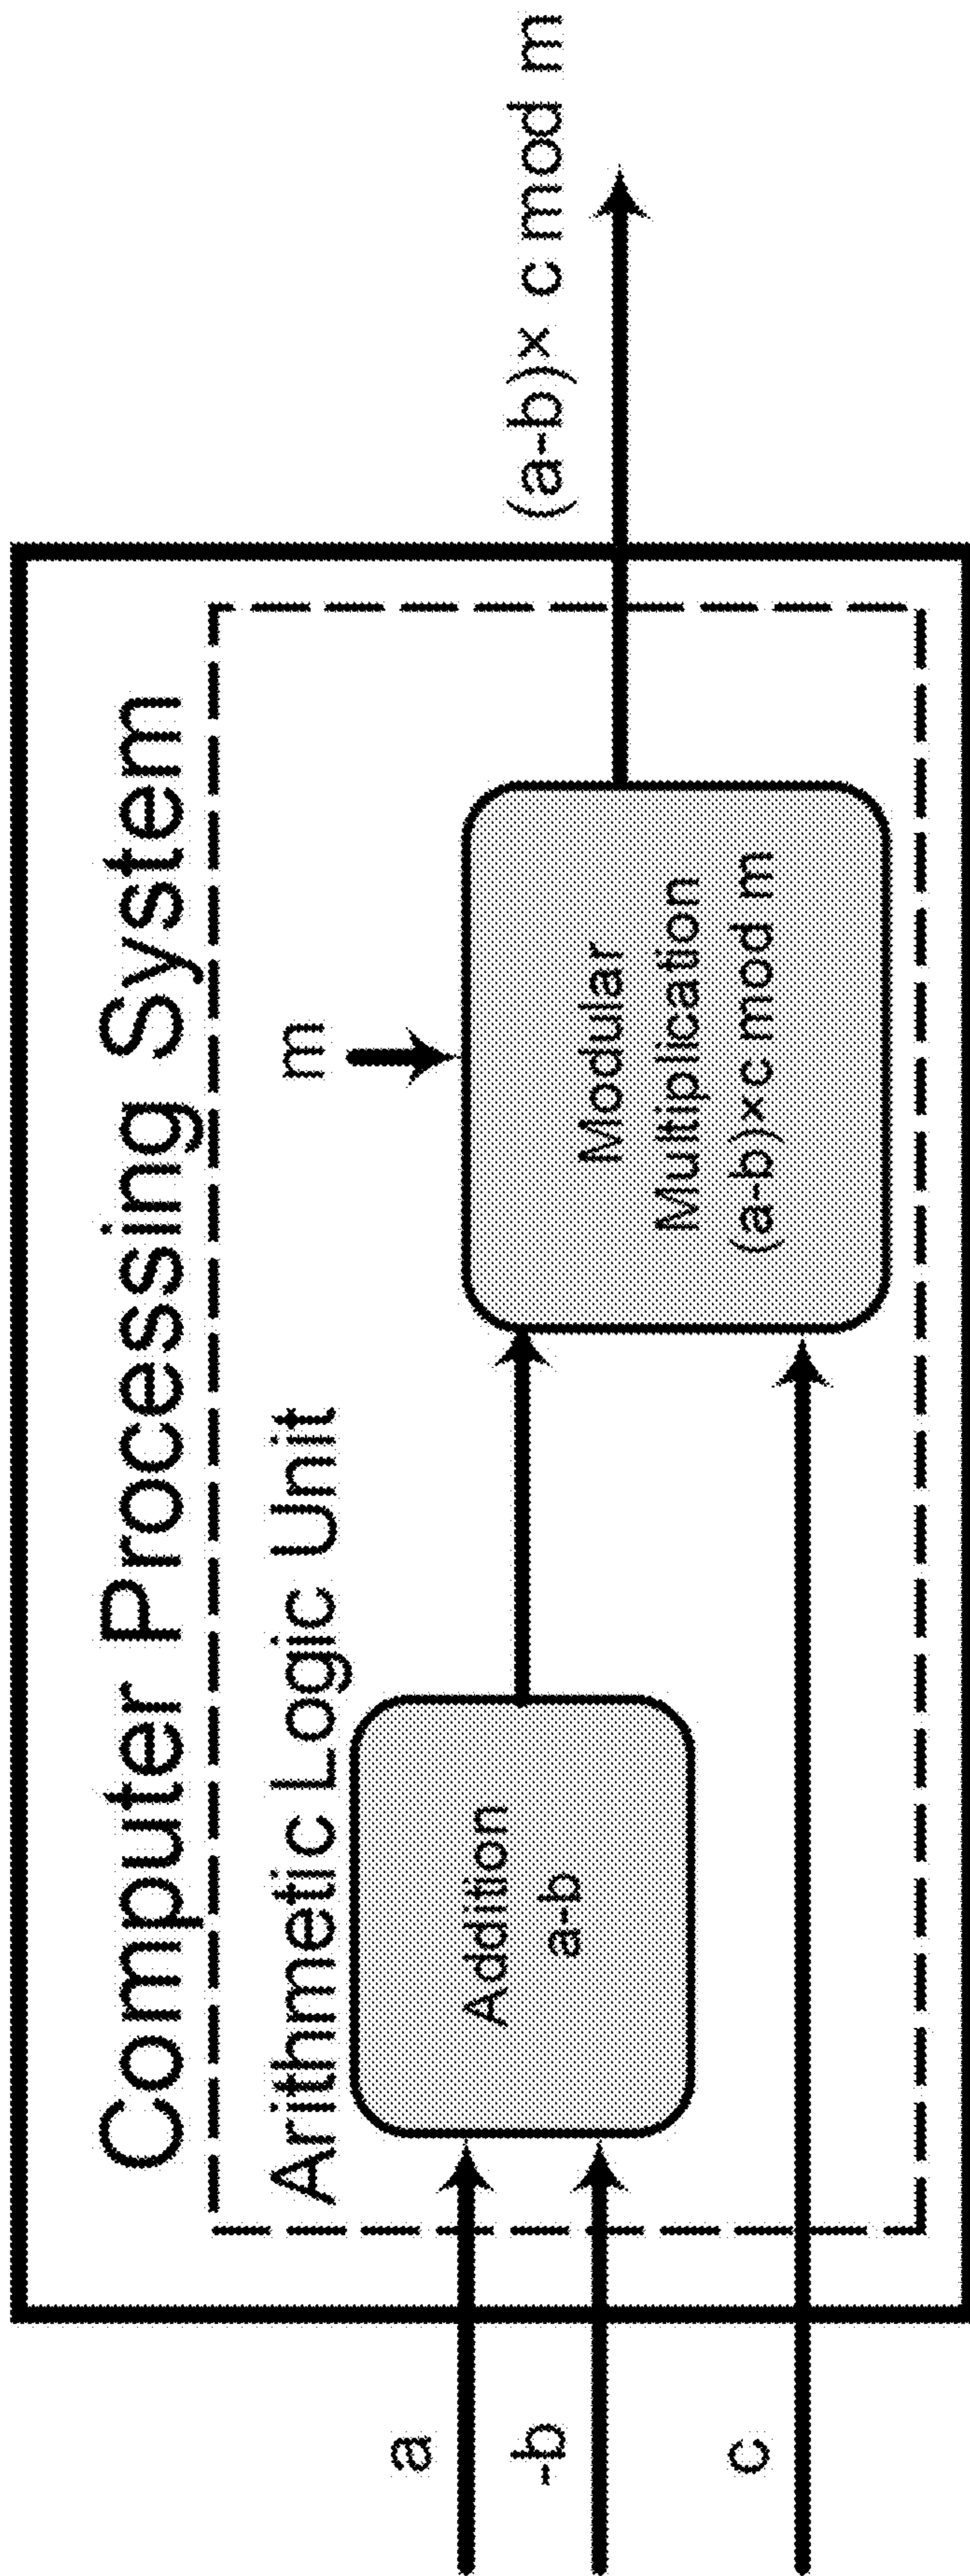 Computer Processing System
Arithmetic Logic Unit
m
a
-b
c
Addition
a-b
Modular
Multiplication
(a-b)×c mod m
(a-b)× c mod m